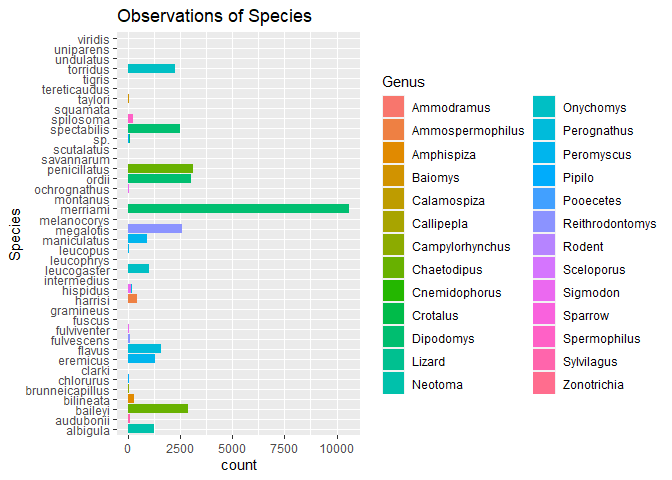 Observations of Species
Species
viridis
uniparens
undulatus
torridus
tigris
tereticaudus
taylori
squamata
spilosoma
spectabilis
sp.
scutalatus
savannarum
penicillatus
ordii
ochrognathus
montanus
merriami
melanocorys
megalotis
maniculatus
leucopus
leucophrys
leucogaster
intermedius
hispidus
harrisi
gramineus
fuscus
fulviventer
fulvescens
flavus
eremicus
clarki
chlorurus
brunneicapillus
bilineata
baileyi
audubonii
albigula
0 2500 5000 7500 10000
count
Genus
Ammodramus
Ammospermophilus
Amphispiza
Baiomys
Calamospiza
Callipepla
Campylorhynchus
Chaetodipus
Cnemidophorus
Crotalus
Dipodomys
Lizard
Neotoma
Onychomys
Perognathus
Peromyscus
Pipilo
Pooecetes
Reithrodontomys
Rodent
Sceloporus
Sigmodon
Sparrow
Spermophilus
Sylvilagus
Zonotrichia